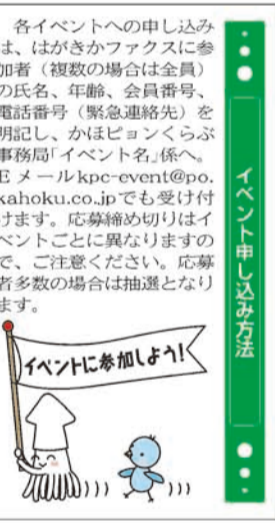 イベント申し込み方法
各イベントへの申し込み
は、はがきかファクスに参
加者（複数の場合は全員）
の氏名、年齢、会員番号、
電話番号（緊急連絡先）を
明記し、かほピョンくらぶ
事務局「イベント名」係へ。
Eメールkpc-event@po.
kahoku.co.jpでも受け付
けます。応募締め切りはイ
ベントごとに異なりますの
で、ご注意ください。応募
者多数の場合は抽選となり
ます。
イベントに参加しよう！